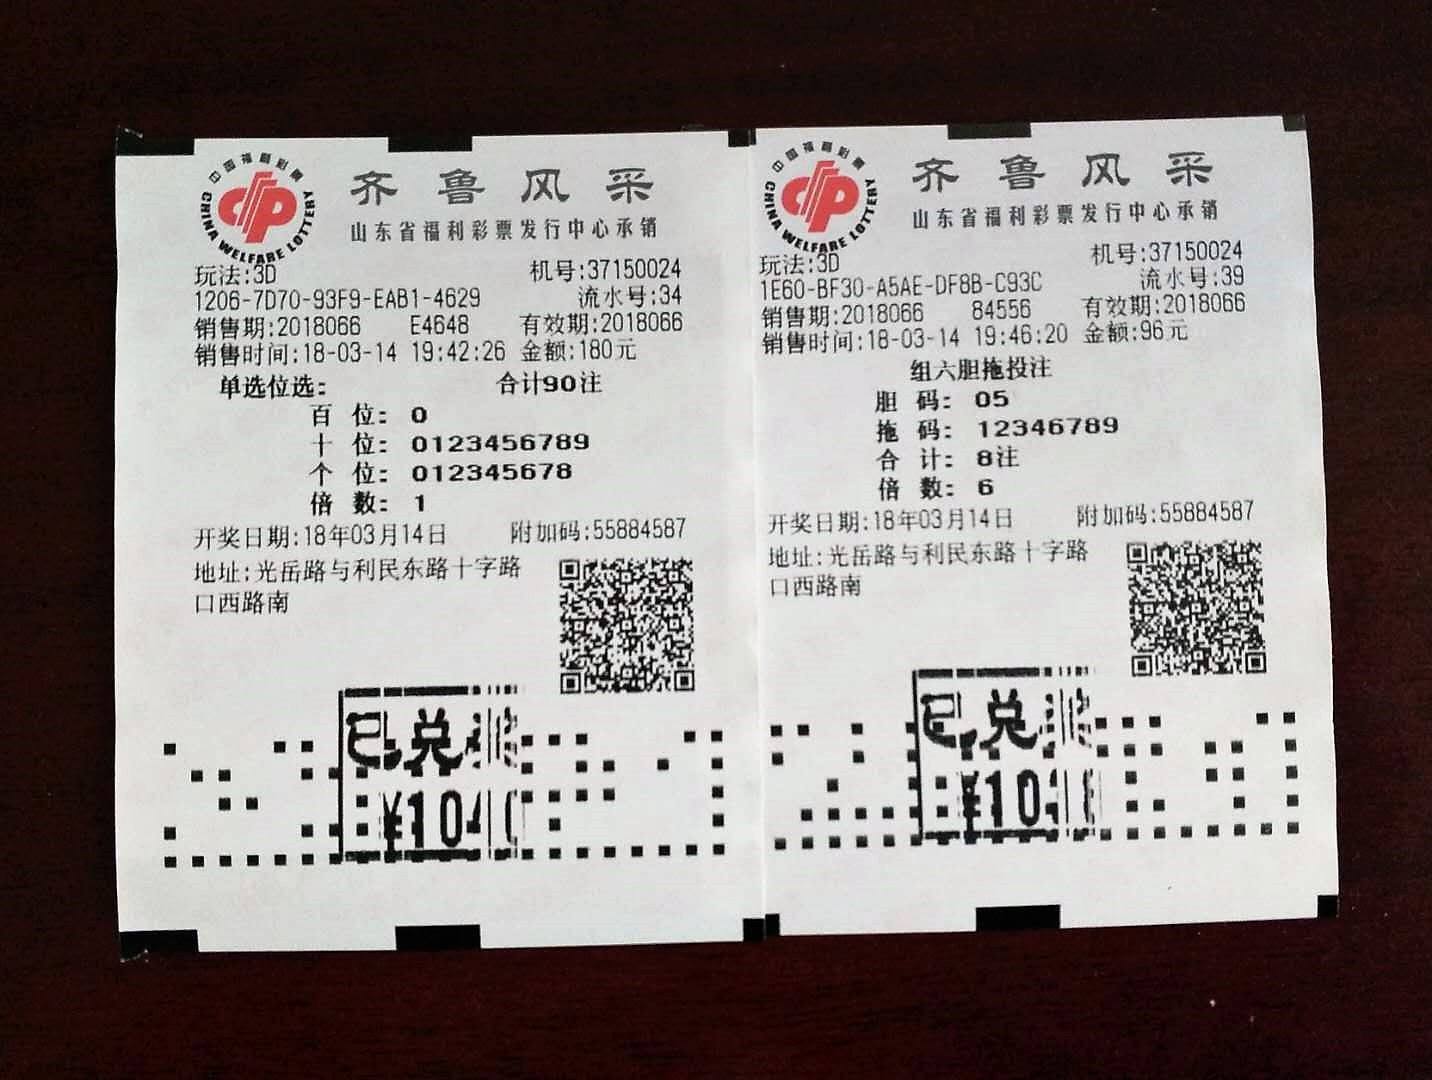 中国福利彩票
CHINA WELFARE LOTTERY
齐鲁风采
山东省福利彩票发行中心承销
玩法:3D 机号:37150024
1206-7D70-93F9-EAB1-4629 流水号:34
销售期:2018066 E4648 有效期:2018066
销售时间:18-03-14 19:42:26 金额:180元
单选位选: 合计90注
百 位: 0
十 位: 0123456789
个 位: 012345678
倍 数: 1
开奖日期:18年03月14日 附加码:55884587
地址:光岳路与利民东路十字路
口西路南
已兑
¥10
中国福利彩票
CHINA WELFARE LOTTERY
齐鲁风采
山东省福利彩票发行中心承销
玩法:3D 机号:37150024
1E60-BF30-A5AE-DF8B-C93C 流水号:39
销售期:2018066 84556 有效期:2018066
销售时间:18-03-14 19:46:20 金额:96元
组六胆拖投注
胆 码: 05
拖 码: 12346789
合 计: 8注
倍 数: 6
开奖日期:18年03月14日 附加码:55884587
地址:光岳路与利民东路十字路
口西路南
已兑
¥10